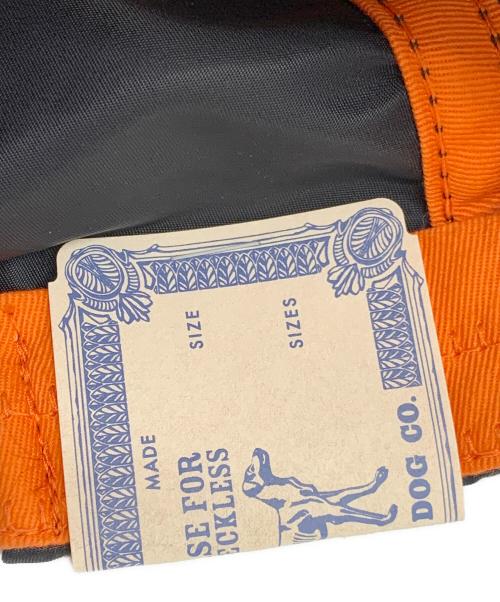 SIZE
SIZES
MADE
SE FOR
ECKLESS
DOG CO.